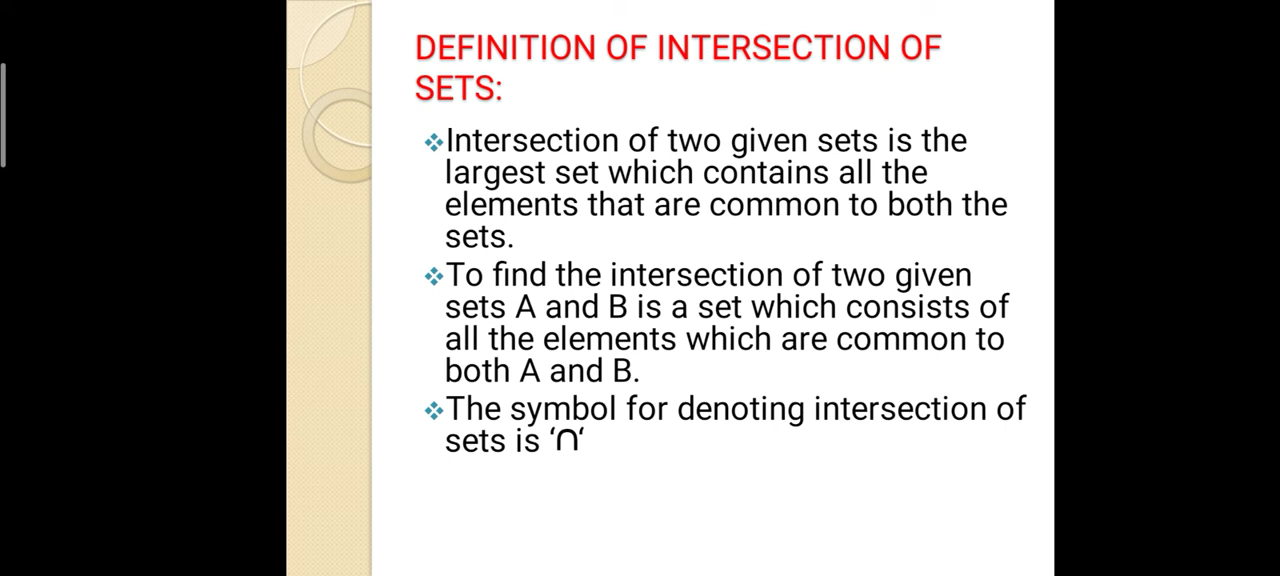 DEFINITION OF INTERSECTION OF
SETS:
❖Intersection of two given sets is the
largest set which contains all the
elements that are common to both the
sets.
❖To find the intersection of two given
sets A and B is a set which consists of
all the elements which are common to
both A and B.
❖The symbol for denoting intersection of
sets is ‘∩‘